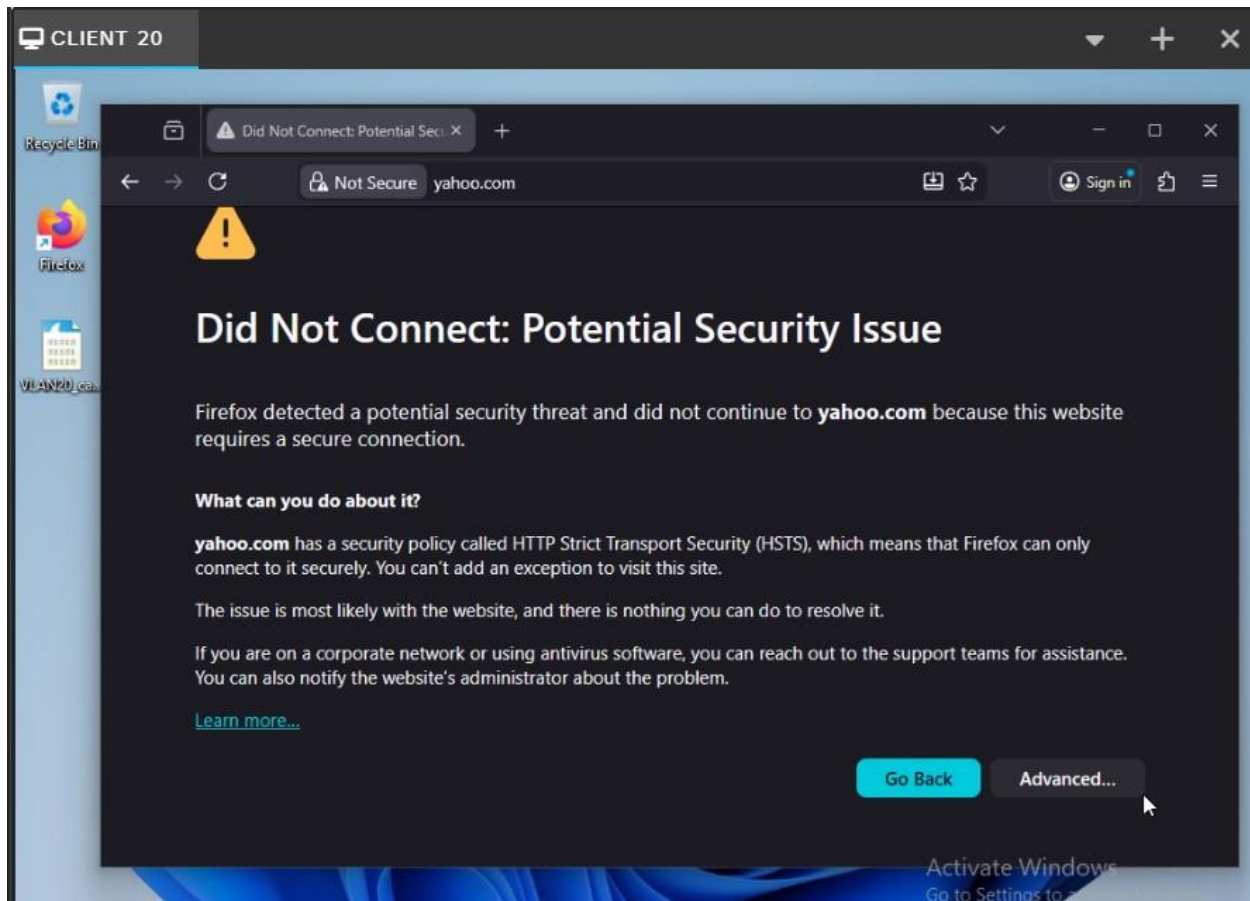 CLIENT 20
Recycle Bin
Did Not Connect: Potential Sec
Not Secure yahoo.com
Sign in
Firefox
Did Not Connect: Potential Security Issue
VLAN20_ca...
Firefox detected a potential security threat and did not continue to yahoo.com because this website
requires a secure connection.
What can you do about it?
yahoo.com has a security policy called HTTP Strict Transport Security (HSTS), which means that Firefox can only
connect to it securely. You can't add an exception to visit this site.
The issue is most likely with the website, and there is nothing you can do to resolve it.
If you are on a corporate network or using antivirus software, you can reach out to the support teams for assistance.
You can also notify the website's administrator about the problem.
Learn more...
Go Back
Advanced...
Activate Windows
Go to Settings to